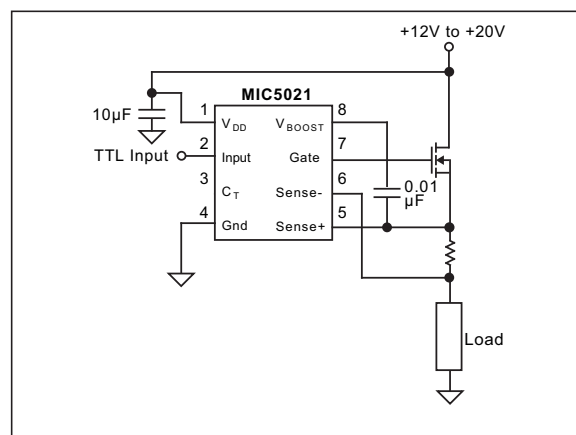 +12V to +20V
MIC5021
10µF
1
8
VDD
VBOOST
2
7
TTL Input
Input
Gate
3
6
CT
Sense-
0.01
µF
4
5
Gnd
Sense+
Load